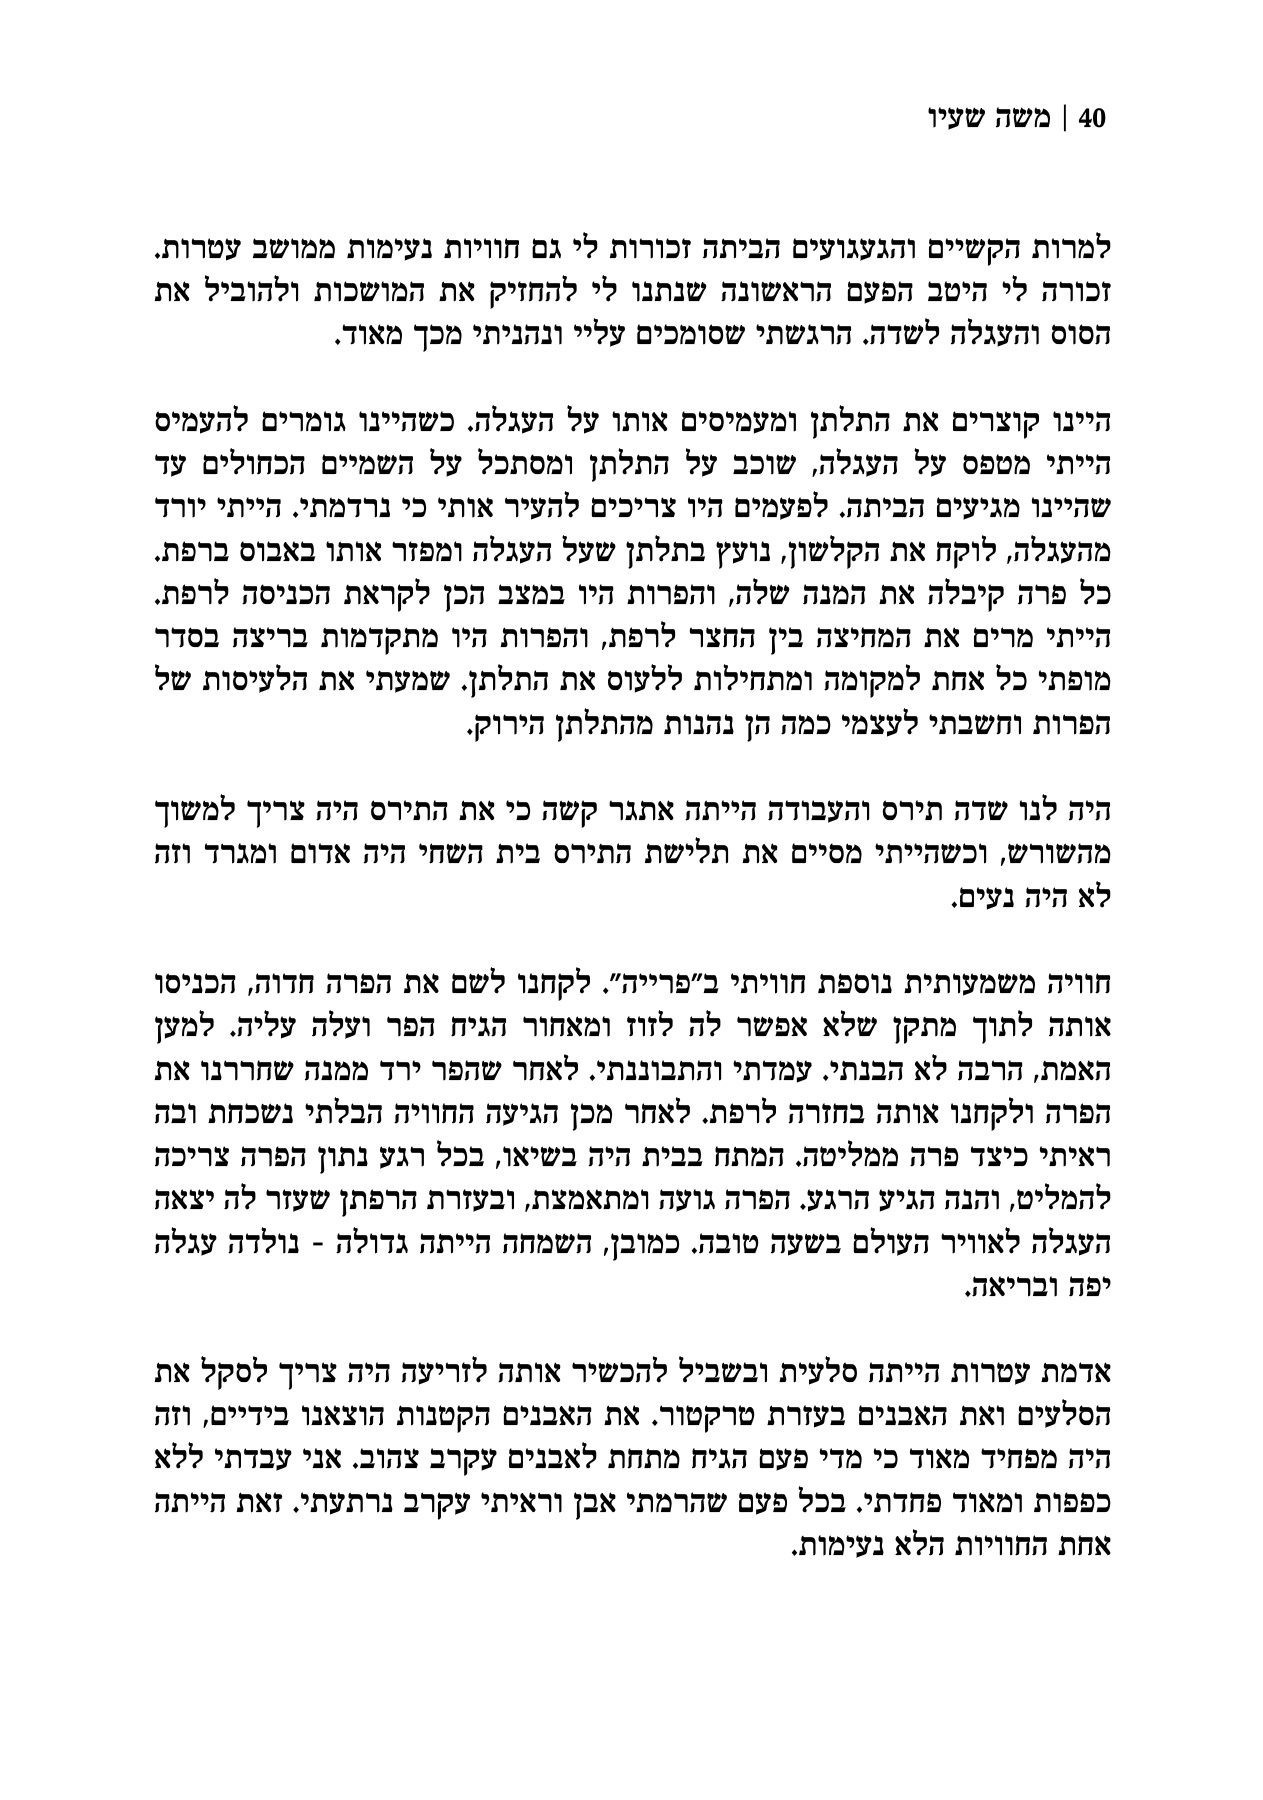 40 | משה שעיו
למרות הקשיים והגעגועים הביתה זכורות לי גם חוויות נעימות ממושב עטרות.
זכורה לי היטב הפעם הראשונה שנתנו לי להחזיק את המושכות ולהוביל את
הסוס והעגלה לשדה. הרגשתי שסומכים עליי ונהניתי מכך מאוד.
היינו קוצרים את התלתן ומעמיסים אותו על העגלה. כשהיינו גומרים להעמיס
הייתי מטפס על העגלה, שוכב על התלתן ומסתכל על השמיים הכחולים עד
שהיינו מגיעים הביתה. לפעמים היו צריכים להעיר אותי כי נרדמתי. הייתי יורד
מהעגלה, לוקח את הקלשון, נועץ בתלתן שעל העגלה ומפזר אותו באבוס ברפת.
כל פרה קיבלה את המנה שלה, והפרות היו במצב הכן לקראת הכניסה לרפת.
הייתי מרים את המחיצה בין החצר לרפת, והפרות היו מתקדמות בריצה בסדר
מופתי כל אחת למקומה ומתחילות ללעוס את התלתן. שמעתי את הלעיסות של
הפרות וחשבתי לעצמי כמה הן נהנות מהתלתן הירוק.
היה לנו שדה תירס והעבודה הייתה אתגר קשה כי את התירס היה צריך למשוך
מהשורש, וכשהייתי מסיים את תלישת התירס בית השחי היה אדום ומגרד וזה
לא היה נעים.
חוויה משמעותית נוספת חוויתי ב"פרייה". לקחנו לשם את הפרה חדוה, הכניסו
אותה לתוך מתקן שלא אפשר לה לזוז ומאחור הגיח הפר ועלה עליה. למען
האמת, הרבה לא הבנתי. עמדתי והתבוננתי. לאחר שהפר ירד ממנה שחררנו את
הפרה ולקחנו אותה בחזרה לרפת. לאחר מכן הגיעה החוויה הבלתי נשכחת ובה
ראיתי כיצד פרה ממליטה. המתח בבית היה בשיאו, בכל רגע נתון הפרה צריכה
להמליט, והנה הגיע הרגע. הפרה גועה ומתאמצת, ובעזרת הרפתן שעזר לה יצאה
העגלה לאוויר העולם בשעה טובה. כמובן, השמחה הייתה גדולה - נולדה עגלה
יפה ובריאה.
אדמת עטרות הייתה סלעית ובשביל להכשיר אותה לזריעה היה צריך לסקל את
הסלעים ואת האבנים בעזרת טרקטור. את האבנים הקטנות הוצאנו בידיים, וזה
היה מפחיד מאוד כי מדי פעם הגיח מתחת לאבנים עקרב צהוב. אני עבדתי ללא
כפפות ומאוד פחדתי. בכל פעם שהרמתי אבן וראיתי עקרב נרתעתי. זאת הייתה
אחת החוויות הלא נעימות.